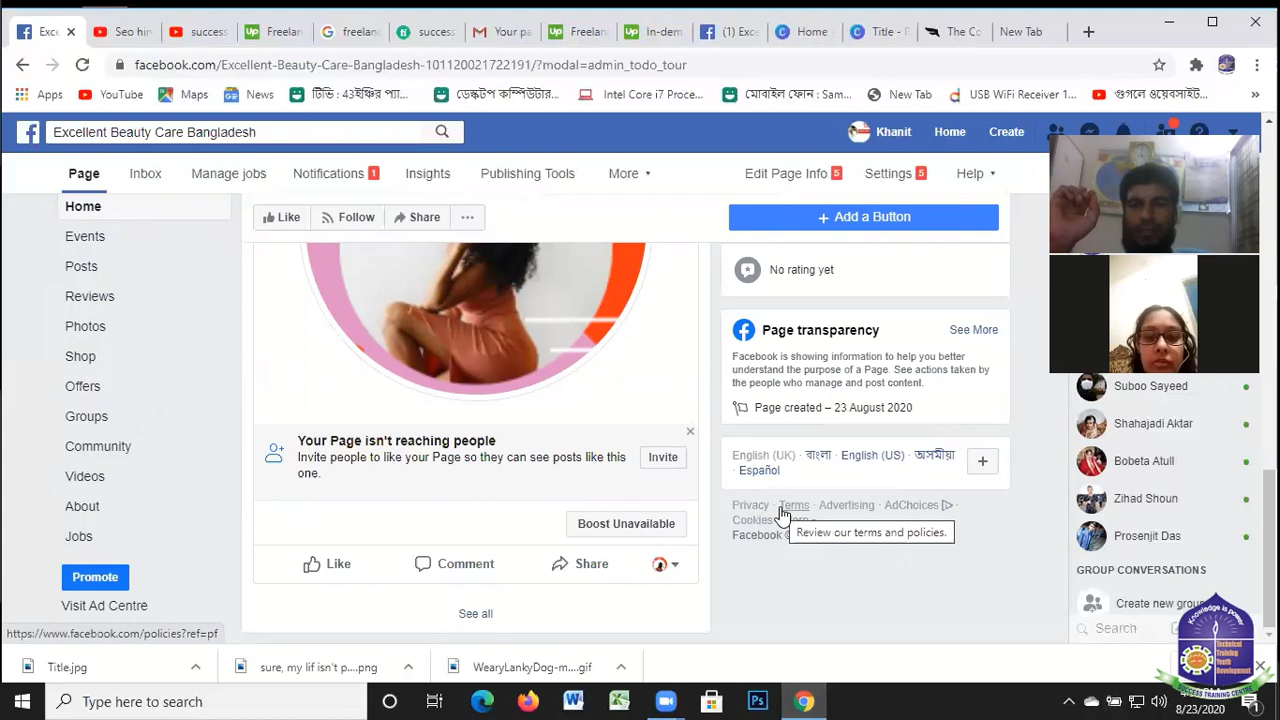 Exc
Seo hir
success
Freelan
freelanc
success
Your pa
Freelan
In-dem
(1) Exce
Home -
Title - F
The Co
New Tab
facebook.com/Excellent-Beauty-Care-Bangladesh-101120021722191/?modal=admin_todo_tour
Apps
YouTube
Maps
News
টিভি : 43ইঞ্চির প্যা...
ডেস্কটপ কম্পিউটার...
Intel Core i7 Proce...
মোবাইল ফোন : Sam...
New Tab
USB WiFi Receiver 1...
গুগলে ওয়েবসাইট...
Excellent Beauty Care Bangladesh
Khanit
Home
Create
Page
Inbox
Manage jobs
Notifications 1
Insights
Publishing Tools
More
Edit Page Info 5
Settings 5
Help
Home
Events
Posts
Reviews
Photos
Shop
Offers
Groups
Community
Videos
About
Jobs
Promote
Visit Ad Centre
https://www.facebook.com/policies?ref=pf
Like
Follow
Share
+ Add a Button
Your Page isn't reaching people
Invite people to like your Page so they can see posts like this
one.
Invite
Boost Unavailable
Like
Comment
Share
See all
No rating yet
Page transparency
See More
Facebook is showing information to help you better
understand the purpose of a Page. See actions taken by
the people who manage and post content.
Page created – 23 August 2020
English (UK) · বাংলা · English (US) · অসমীয়া
· Español
Privacy · Terms · Advertising · AdChoices ·
Cookies
Facebook ©
Review our terms and policies.
Suboo Sayeed
Shahajadi Aktar
Bobeta Atull
Zihad Shoun
Prosenjit Das
GROUP CONVERSATIONS
Create new group
Search
Knowledge is power
Technical
Training
Youth
Development
Title.jpg
sure, my lif isn't p....png
WearyLankyDog-m....gif
Type here to search
8/23/2020